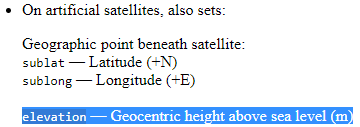 • On artificial satellites, also sets:
Geographic point beneath satellite:
sublat — Latitude (+N)
sublong — Longitude (+E)
elevation — Geocentric height above sea level (m)